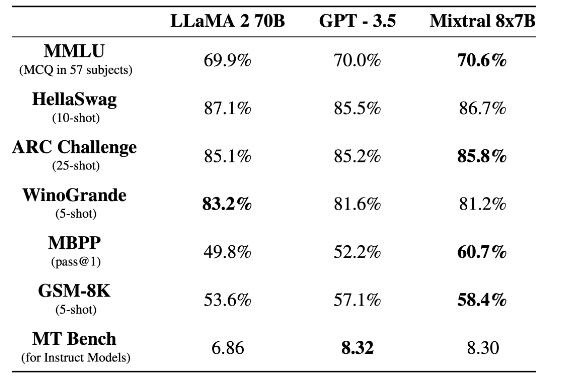 LLaMA 2 70B GPT - 3.5 Mixtral 8x7B
MMLU
(MCQ in 57 subjects)
69.9% 70.0% 70.6%
HellaSwag
(10-shot)
87.1% 85.5% 86.7%
ARC Challenge
(25-shot)
85.1% 85.2% 85.8%
WinoGrande
(5-shot)
83.2% 81.6% 81.2%
MBPP
(pass@1)
49.8% 52.2% 60.7%
GSM-8K
(5-shot)
53.6% 57.1% 58.4%
MT Bench
(for Instruct Models)
6.86 8.32 8.30